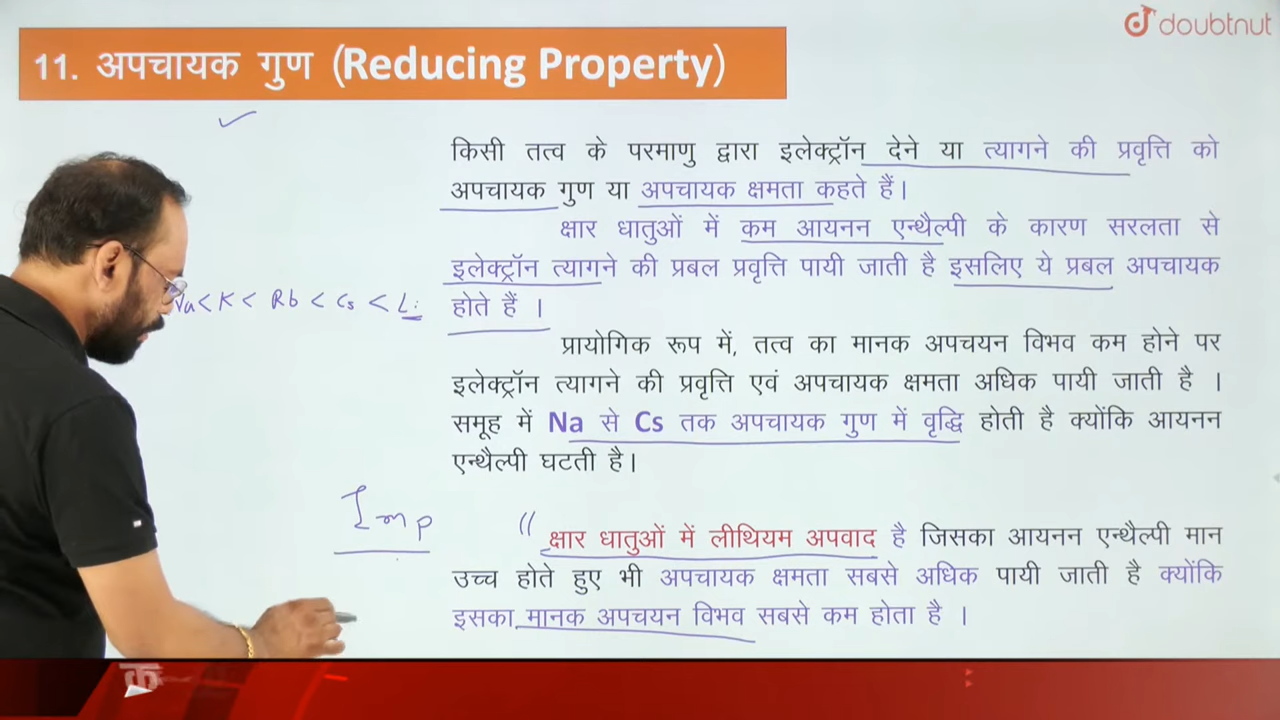 doubtnut
11. अपचायक गुण (Reducing Property)
किसी तत्व के परमाणु द्वारा इलेक्ट्रॉन देने या त्यागने की प्रवृत्ति को
अपचायक गुण या अपचायक क्षमता कहते हैं।
क्षार धातुओं में कम आयनन एन्थैल्पी के कारण सरलता से
इलेक्ट्रॉन त्यागने की प्रबल प्रवृत्ति पायी जाती है इसलिए ये प्रबल अपचायक
होते हैं ।
Na < K < Rb < Cs < Li
प्रायोगिक रूप में, तत्व का मानक अपचयन विभव कम होने पर
इलेक्ट्रॉन त्यागने की प्रवृत्ति एवं अपचायक क्षमता अधिक पायी जाती है ।
समूह में Na से Cs तक अपचायक गुण में वृद्धि होती है क्योंकि आयनन
एन्थैल्पी घटती है।
Imp
क्षार धातुओं में लीथियम अपवाद है जिसका आयनन एन्थैल्पी मान
उच्च होते हुए भी अपचायक क्षमता सबसे अधिक पायी जाती है क्योंकि
इसका मानक अपचयन विभव सबसे कम होता है ।
क